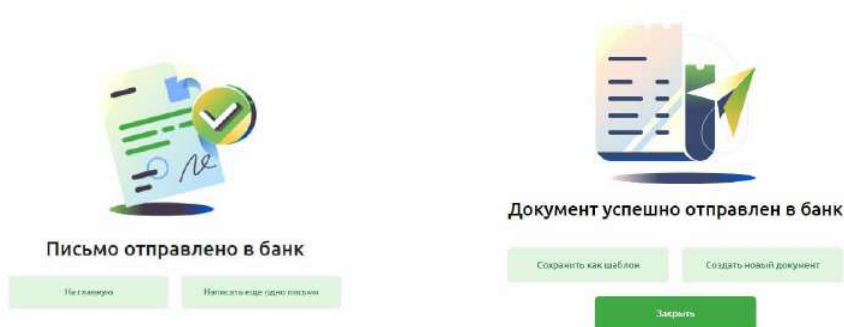 Письмо отправлено в банк
На главную
Написать еще одно письмо
Документ успешно отправлен в банк
Сохранить как шаблон
Создать новый документ
Закрыть